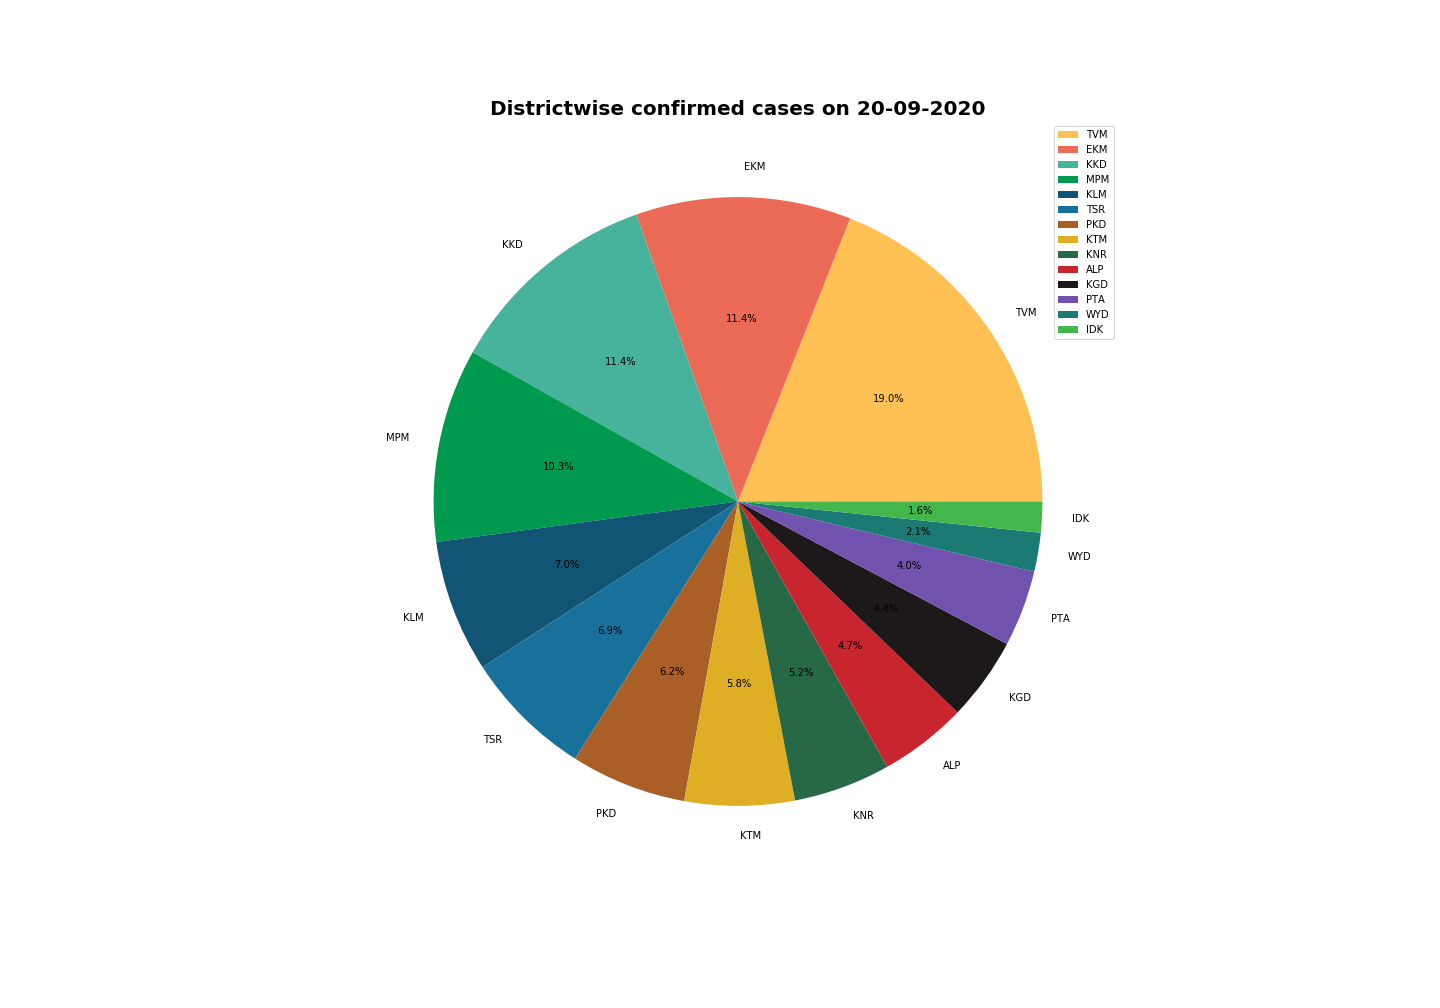 Districtwise confirmed cases on 20-09-2020
TVM
EKM
KKD
MPM
KLM
TSR
PKD
KTM
KNR
ALP
KGD
PTA
WYD
IDK
EKM
KKD
TVM
11.4%
11.4%
19.0%
MPM
10.3%
1.6%
IDK
2.1%
WYD
7.0%
4.0%
4.4%
KLM
PTA
6.9%
4.7%
6.2%
5.2%
5.8%
KGD
TSR
ALP
PKD
KNR
KTM